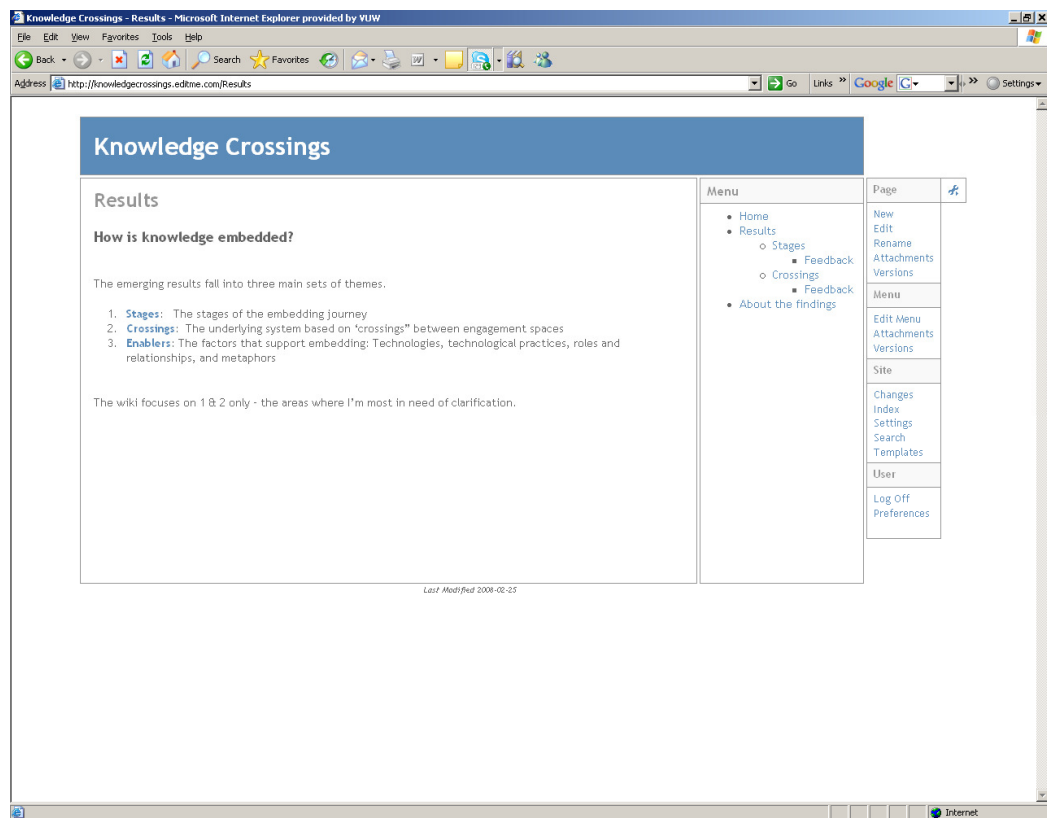 Knowledge Crossings - Results - Microsoft Internet Explorer provided by VUW
File Edit View Favorites Tools Help
Back Search Favorites
Address http://knowledgecrossings.editme.com/Results Go Links » Google G » Settings
Knowledge Crossings
Results
How is knowledge embedded?
The emerging results fall into three main sets of themes.
1. Stages: The stages of the embedding journey
2. Crossings: The underlying system based on ‘crossings” between engagement spaces
3. Enablers: The factors that support embedding: Technologies, technological practices, roles and
relationships, and metaphors
The wiki focuses on 1 & 2 only - the areas where I'm most in need of clarification.
Menu
Home
Results
Stages
Feedback
Crossings
Feedback
About the findings
Page
New
Edit
Rename
Attachments
Versions
Menu
Edit Menu
Attachments
Versions
Site
Changes
Index
Settings
Search
Templates
User
Log Off
Preferences
Last Modified 2008-02-25
Internet